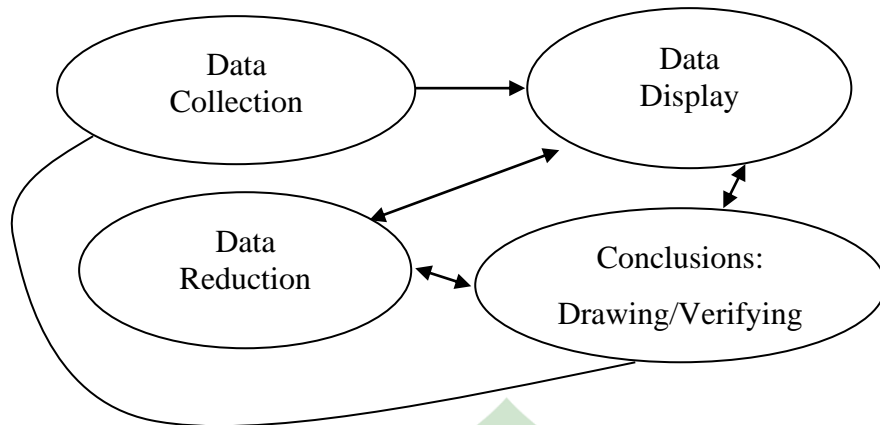 Data
Collection
Data
Display
Data
Reduction
Conclusions:
Drawing/Verifying